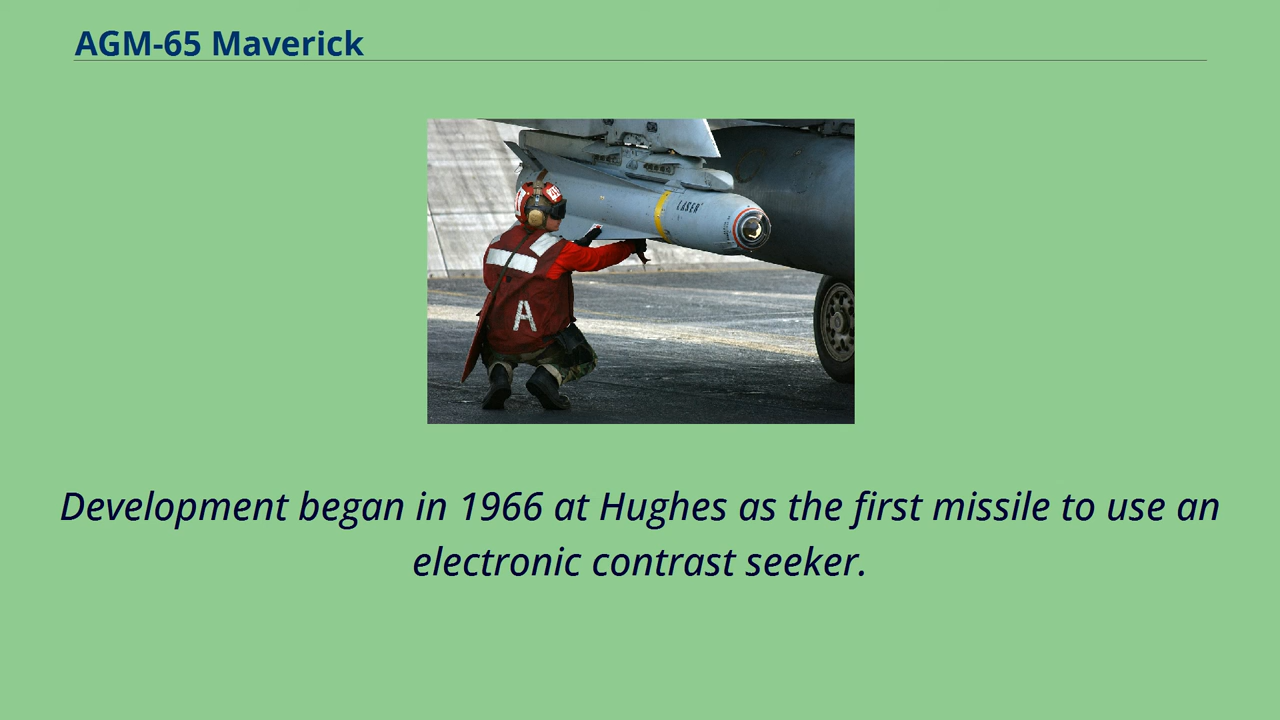 AGM-65 Maverick
LASER
A
Development began in 1966 at Hughes as the first missile to use an
electronic contrast seeker.